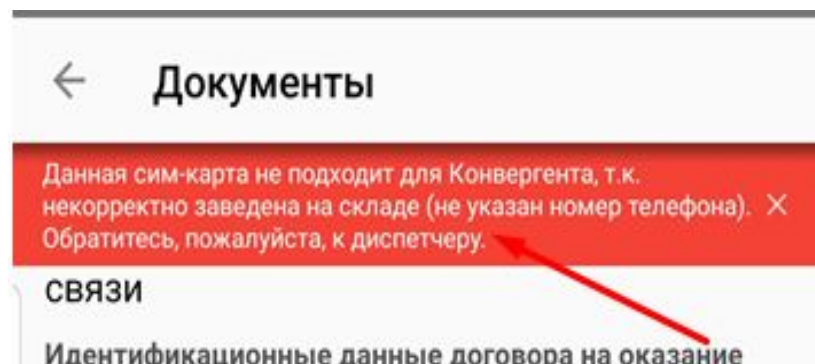 Документы
Данная сим-карта не подходит для Конвергента, т.к.
некорректно заведена на складе (не указан номер телефона).
Обратитесь, пожалуйста, к диспетчеру.
СВЯЗИ
Идентификационные данные договора на оказание